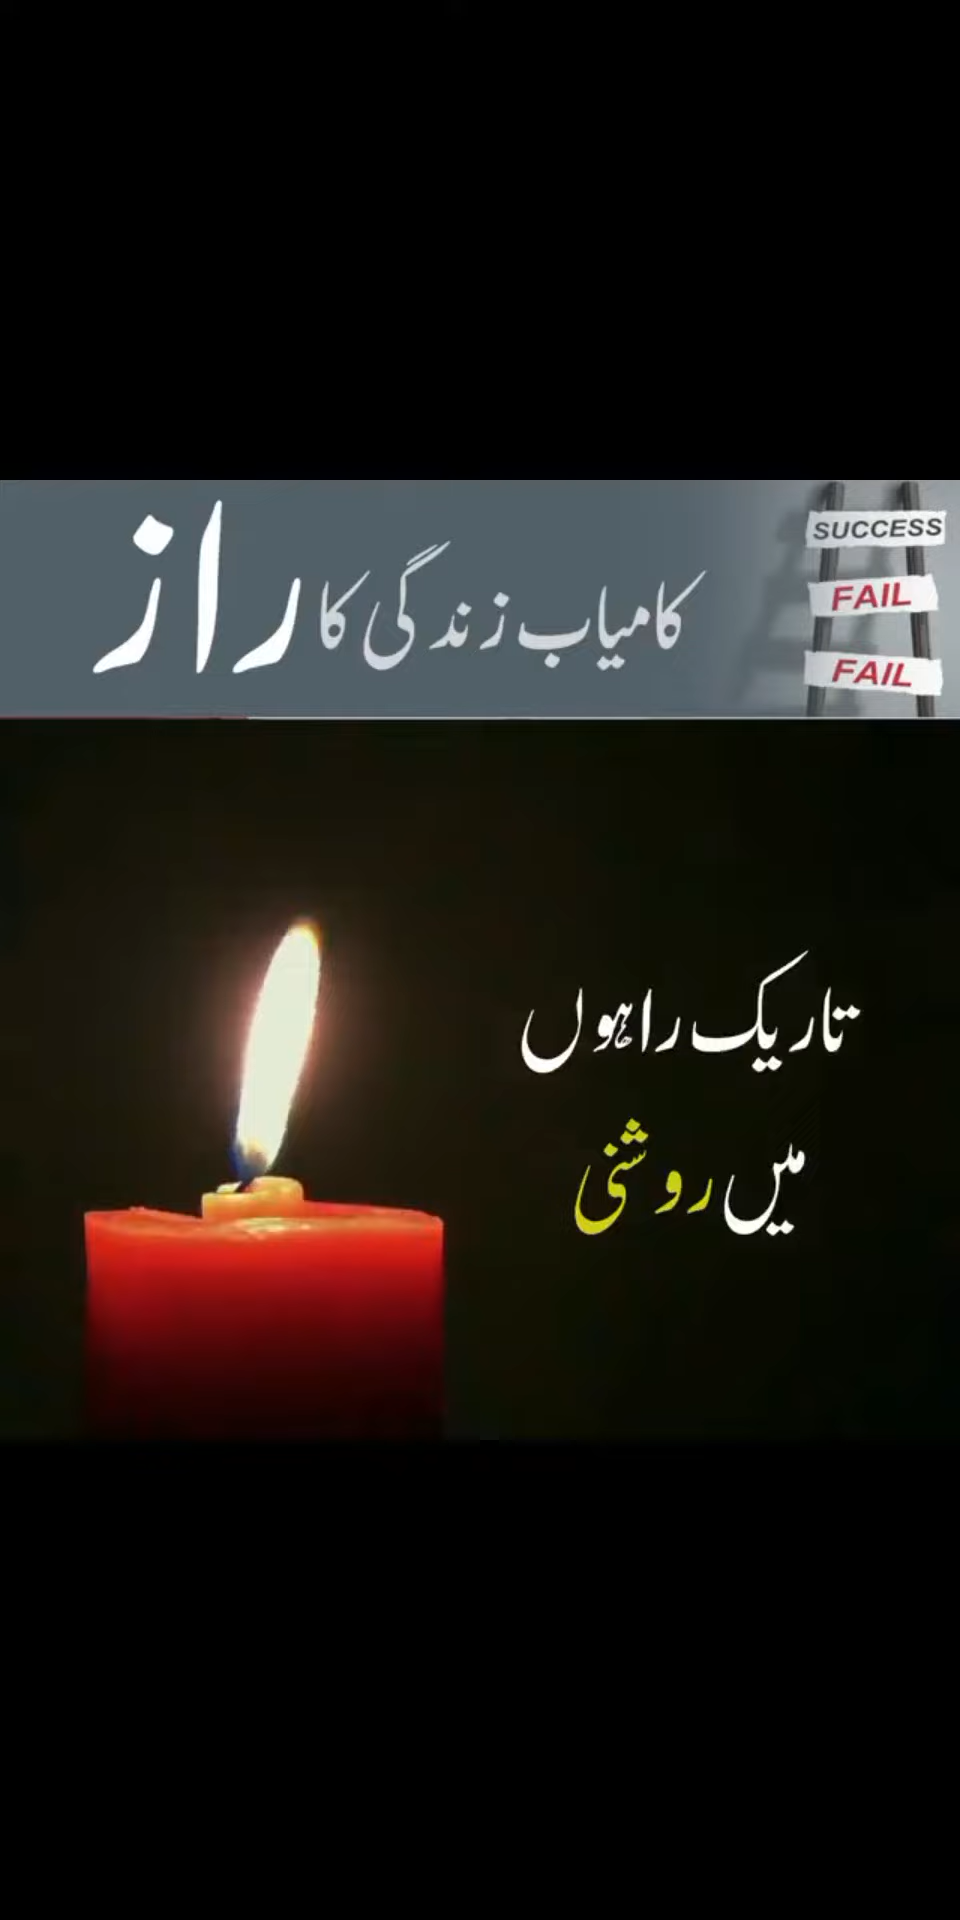 کامیاب زندگی کا راز
SUCCESS
FAIL
FAIL
تاریک راہوں
میں روشنی